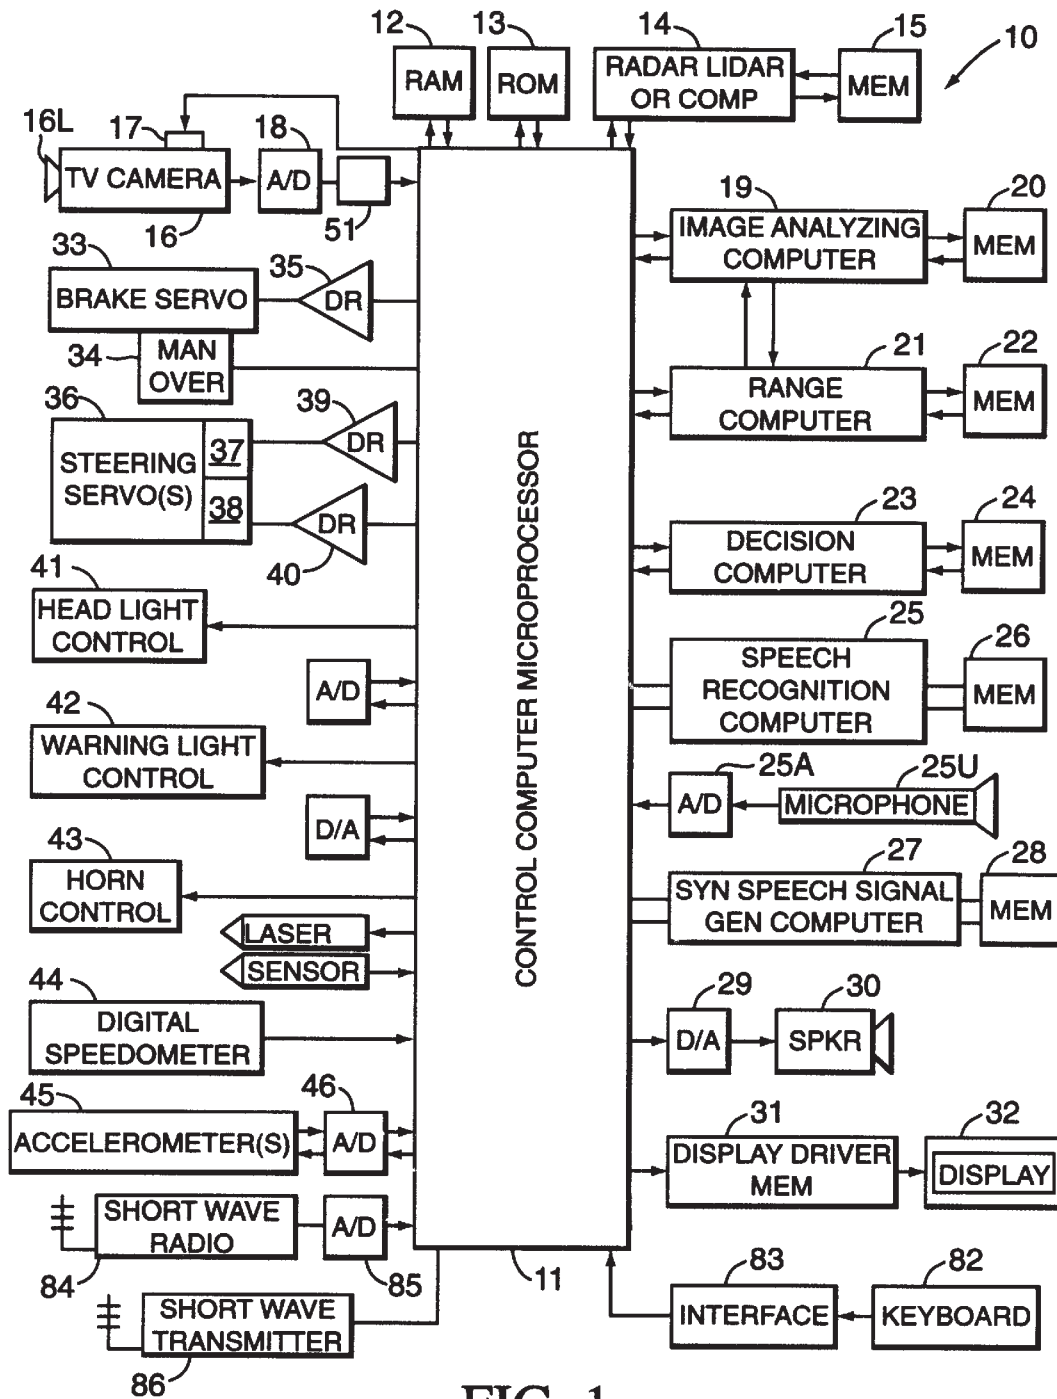 12
13
14
15
10
RAM
ROM
RADAR LIDAR
OR COMP
MEM
16L
17
18
TV CAMERA
A/D
16
51
19
20
IMAGE ANALYZING
COMPUTER
MEM
33
35
BRAKE SERVO
DR
34
MAN
OVER
21
22
RANGE
COMPUTER
MEM
36
39
STEERING
SERVO(S)
37
38
DR
DR
40
CONTROL COMPUTER MICROPROCESSOR
23
24
DECISION
COMPUTER
MEM
41
HEAD LIGHT
CONTROL
25
26
SPEECH
RECOGNITION
COMPUTER
MEM
A/D
42
WARNING LIGHT
CONTROL
25A
25U
A/D
MICROPHONE
D/A
43
HORN
CONTROL
27
28
SYN SPEECH SIGNAL
GEN COMPUTER
MEM
LASER
SENSOR
44
DIGITAL
SPEEDOMETER
29
30
D/A
SPKR
45
46
ACCELEROMETER(S)
A/D
31
32
DISPLAY DRIVER
MEM
DISPLAY
SHORT WAVE
RADIO
A/D
84
85
11
83
82
INTERFACE
KEYBOARD
SHORT WAVE
TRANSMITTER
86
FIG. 1